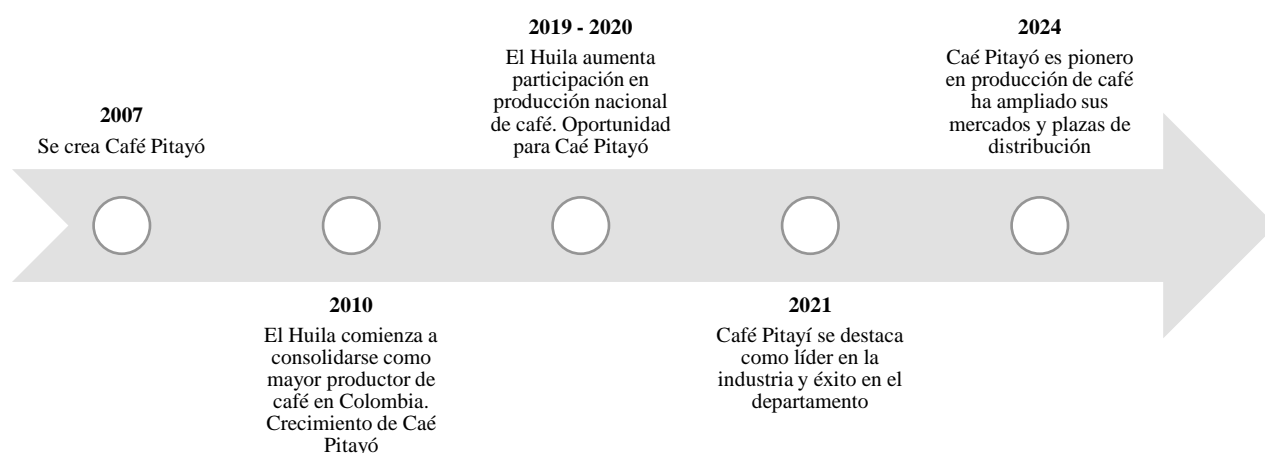 2007
Se crea Café Pitayó
2010
El Huila comienza a
consolidarse como
mayor productor de
café en Colombia.
Crecimiento de Caé
Pitayó
2019 - 2020
El Huila aumenta
participación en
producción nacional
de café. Oportunidad
para Caé Pitayó
2021
Café Pitayí se destaca
como líder en la
industria y éxito en el
departamento
2024
Caé Pitayó es pionero
en producción de café
ha ampliado sus
mercados y plazas de
distribución